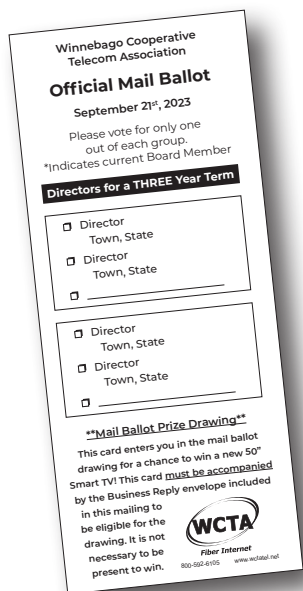 Winnebago Cooperative
Telecom Association
Official Mail Ballot
September 21st, 2023
Please vote for only one
out of each group.
*Indicates current Board Member
Directors for a THREE Year Term
Director
Town, State
Director
Town, State
Director
Town, State
Director
Town, State
**Mail Ballot Prize Drawing**
This card enters you in the mail ballot
drawing for a chance to win a new 50"
Smart TV! This card must be accompanied
by the Business Reply envelope included
in this mailing to
be eligible for the
drawing. It is not
necessary to be
present to win.
WCTA
Fiber Internet
800-592-6105 www.wctatel.net